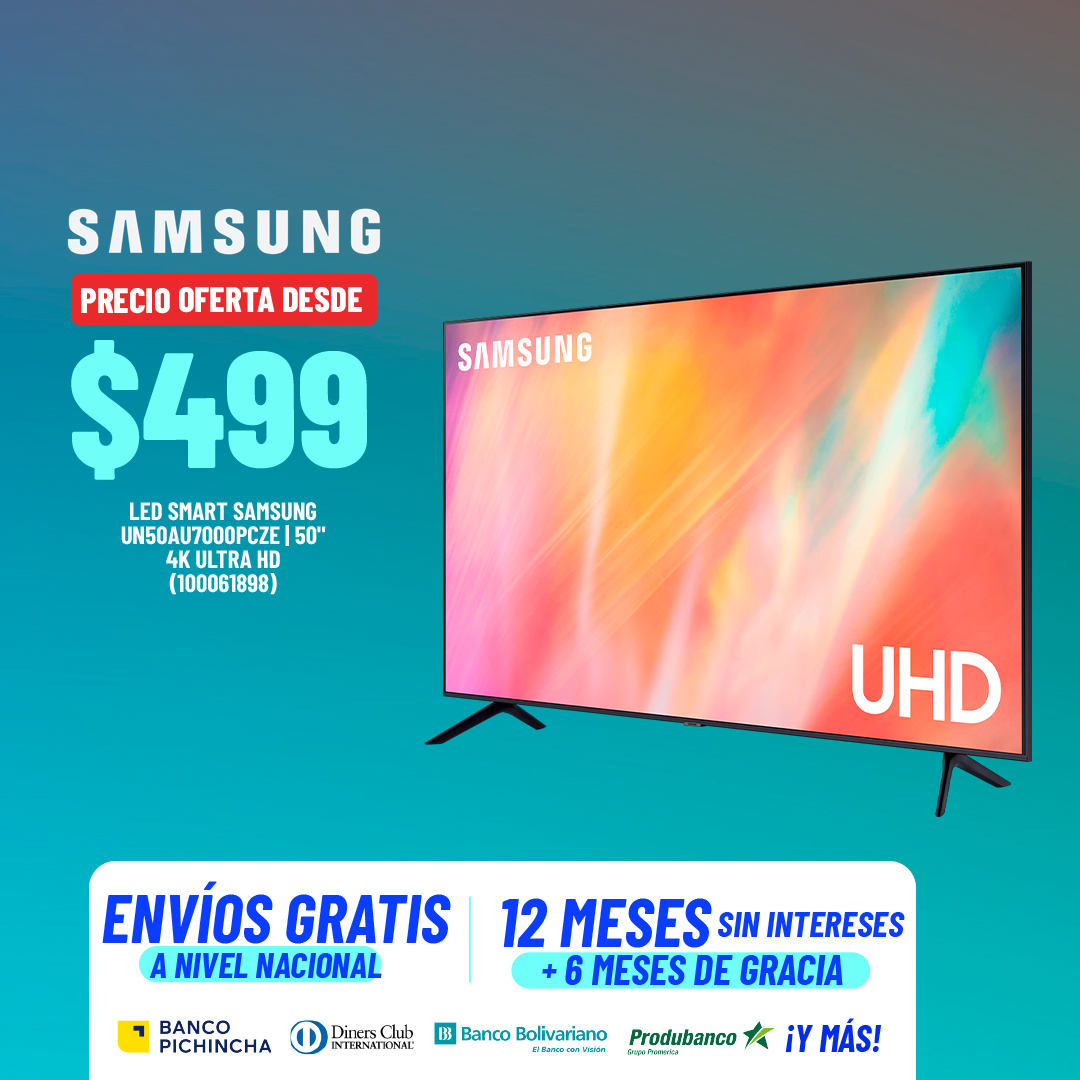 SAMSUNG
PRECIO OFERTA DESDE
$499
LED SMART SAMSUNG
UN50AU7000PCZE | 50"
4K ULTRA HD
(100061898)
SAMSUNG
UHD
ENVÍOS GRATIS
A NIVEL NACIONAL
12 MESES SIN INTERESES
+ 6 MESES DE GRACIA
BANCO
PICHINCHA
Diners Club
INTERNATIONAL®
Banco Bolivariano
El Banco con Visión
Produbanco
Grupo Promerica
¡Y MÁS!